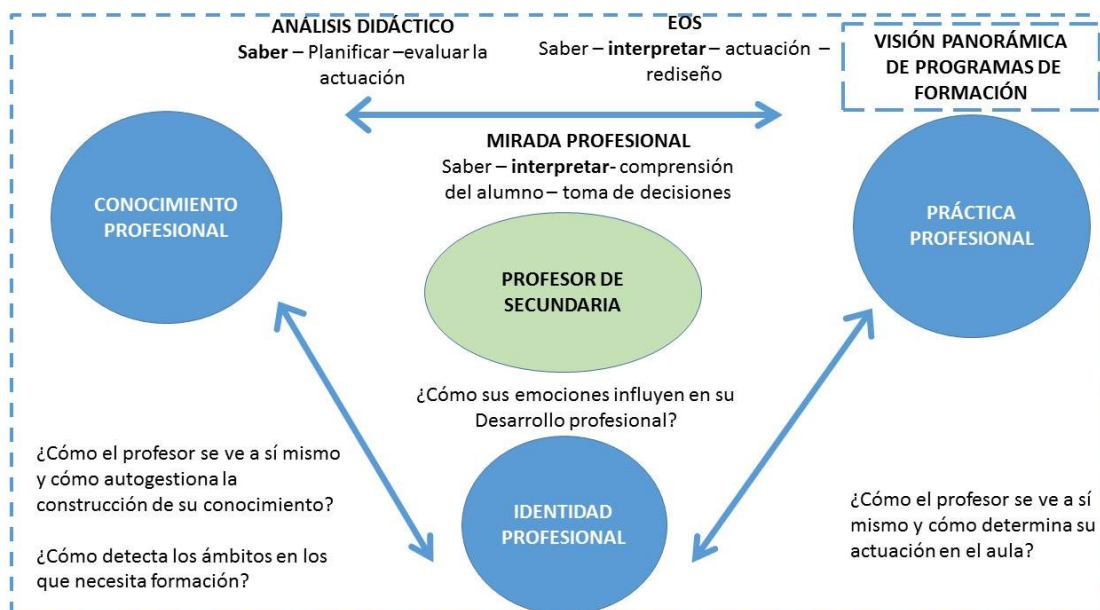 ANÁLISIS DIDÁCTICO
Saber – Planificar –evaluar la
actuación
EOS
Saber – interpretar – actuación –
rediseño
VISIÓN PANORÁMICA
DE PROGRAMAS DE
FORMACIÓN
MIRADA PROFESIONAL
Saber – interpretar- comprensión
del alumno – toma de decisiones
CONOCIMIENTO
PROFESIONAL
PRÁCTICA
PROFESIONAL
PROFESOR DE
SECUNDARIA
¿Cómo sus emociones influyen en su
Desarrollo profesional?
¿Cómo el profesor se ve a sí mismo
y cómo autogestiona la
construcción de su conocimiento?
¿Cómo detecta los ámbitos en los
que necesita formación?
IDENTIDAD
PROFESIONAL
¿Cómo el profesor se ve a sí
mismo y cómo determina su
actuación en el aula?